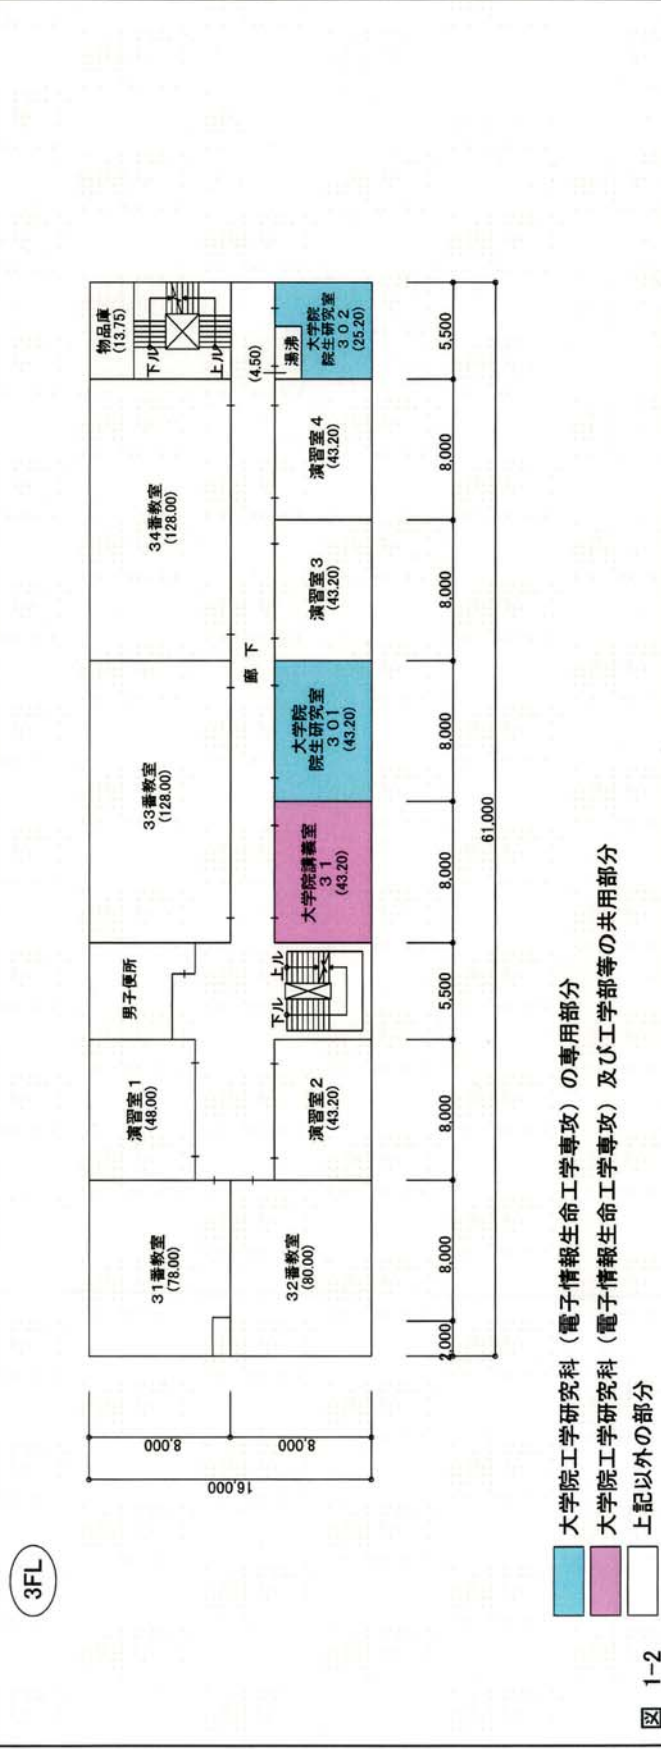 3FL
31番教室
(78.00)
演習室1
(48.00)
男子便所
33番教室
(128.00)
34番教室
(128.00)
物品庫
(13.75)
下ル
上ル
廊 下
(4.50)
湯沸
32番教室
(80.00)
演習室2
(43.20)
下ル
上ル
大学院講義室
31
(43.20)
大学院
院生研究室
301
(43.20)
演習室3
(43.20)
演習室4
(43.20)
大学院
院生研究室
302
(25.20)
8,000
8,000
16,000
2,000
8,000
8,000
5,500
8,000
8,000
8,000
8,000
5,500
61,000
大学院工学研究科（電子情報生命工学専攻）の専用部分
大学院工学研究科（電子情報生命工学専攻）及び工学部等の共用部分
上記以外の部分
図 1-2